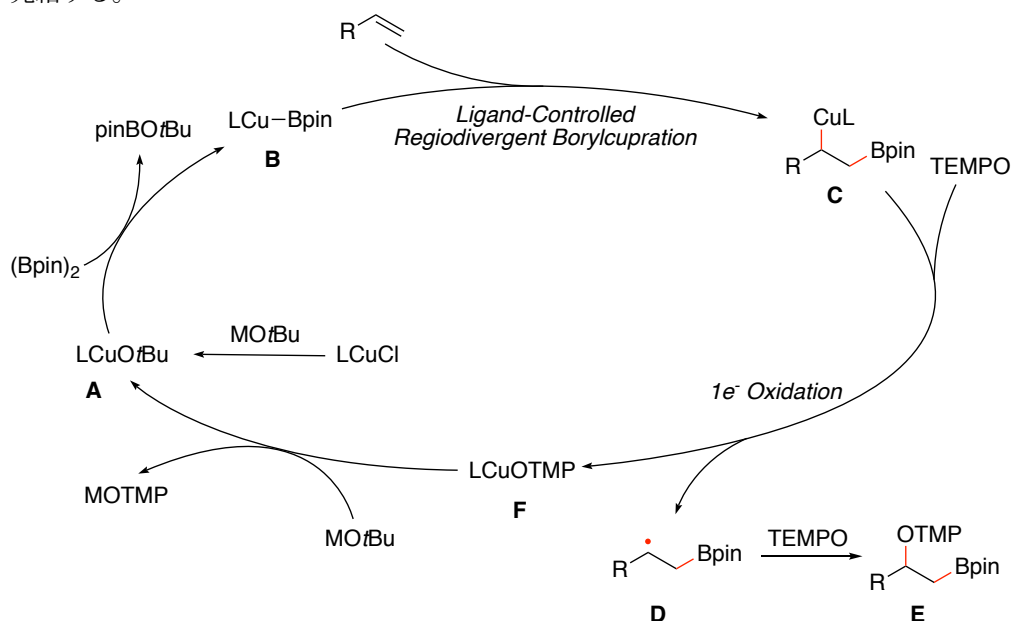 R
LCu–Bpin
pinBOtBu
B
Ligand-Controlled
Regiodivergent Borylcupration
CuL
R
Bpin
C
TEMPO
(Bpin)2
LCuOtBu
A
MOtBu
LCuCl
1e- Oxidation
LCuOTMP
F
MOTMP
MOtBu
R
Bpin
D
TEMPO
OTMP
R
Bpin
E